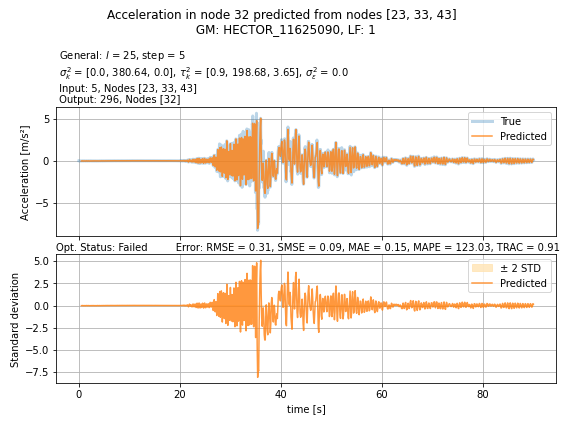 Acceleration in node 32 predicted from nodes [23, 33, 43]
GM: HECTOR_11625090, LF: 1
General: l = 25, step = 5
σ²ₖ = [0.0, 380.64, 0.0], τ²ₖ = [0.9, 198.68, 3.65], σ²ε = 0.0
Input: 5, Nodes [23, 33, 43]
Output: 296, Nodes [32]
Acceleration [m/s²]
5
0
−5
True
Predicted
Opt. Status: Failed Error: RMSE = 0.31, SMSE = 0.09, MAE = 0.15, MAPE = 123.03, TRAC = 0.91
Standard deviation
5.0
2.5
0.0
−2.5
−5.0
−7.5
± 2 STD
Predicted
0 20 40 60 80
time [s]